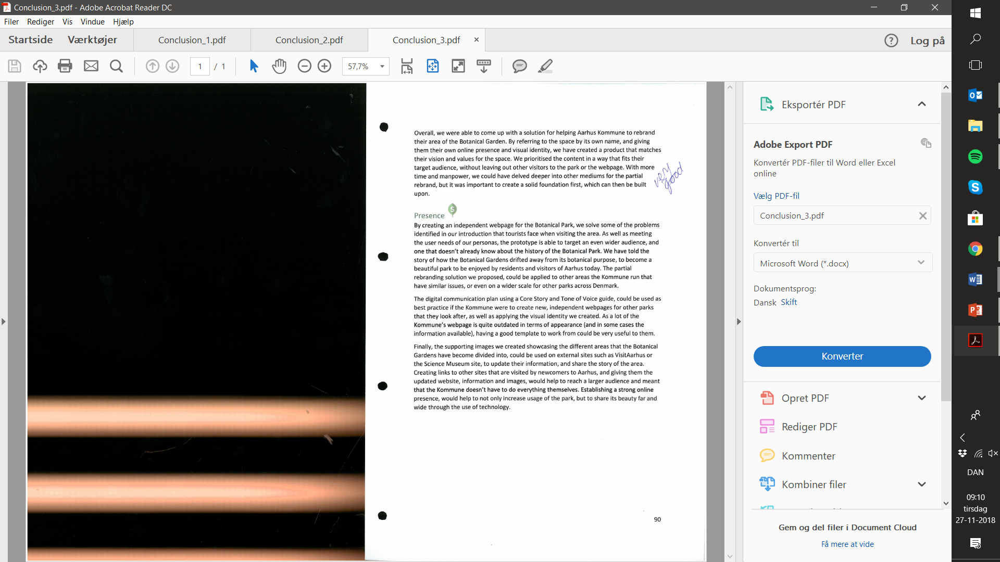 Conclusion_3.pdf - Adobe Acrobat Reader DC
Filer Rediger Vis Vindue Hjælp
Startside Værktøjer Conclusion_1.pdf Conclusion_2.pdf Conclusion_3.pdf Log på
1 / 1 57,7%
Overall, we were able to come up with a solution for helping Aarhus Kommune to rebrand
their area of the Botanical Garden. By referring to the space by its own name, and giving
them their own online presence and visual identity, we have created a product that matches
their vision and values for the space. We prioritised the content in a way that fits their
target audience, without leaving out other visitors to the park or the webpage. With more
time and manpower, we could have delved deeper into other mediums for the partial
rebrand, but it was important to create a solid foundation first, which can then be built
upon.
very
good
Presence
S
By creating an independent webpage for the Botanical Park, we solve some of the problems
identified in our introduction that tourists face when visiting the area. As well as meeting
the user needs of our personas, the prototype is able to target an even wider audience, and
one that doesn't already know about the history of the Botanical Park. We have told the
story of how the Botanical Gardens drifted away from its botanical purpose, to become a
beautiful park to be enjoyed by residents and visitors of Aarhus today. The partial
rebranding solution we proposed, could be applied to other areas the Kommune run that
have similar issues, or even on a wider scale for other parks across Denmark.
The digital communication plan using a Core Story and Tone of Voice guide, could be used as
best practice if the Kommune were to create new, independent webpages for other parks
that they look after, as well as applying the visual identity we created. As a lot of the
Kommune's webpage is quite outdated in terms of appearance (and in some cases the
information available), having a good template to work from could be very useful to them.
Finally, the supporting images we created showcasing the different areas that the Botanical
Gardens have become divided into, could be used on external sites such as VisitAarhus or
the Science Museum site, to update their information, and share the story of the area.
Creating links to other sites that are visited by newcomers to Aarhus, and giving them the
updated website, information and images, would help to reach a larger audience and meant
that the Kommune doesn't have to do everything themselves. Establishing a strong online
presence, would help to not only increase usage of the park, but to share its beauty far and
wide through the use of technology.
90
Eksportér PDF
Adobe Export PDF
Konvertér PDF-filer til Word eller Excel
online
Vælg PDF-fil
Conclusion_3.pdf
Konvertér til
Microsoft Word (*.docx)
Dokumentsprog:
Dansk Skift
Konverter
Opret PDF
Rediger PDF
Kommenter
Kombiner filer
Gem og del filer i Document Cloud
Få mere at vide
DAN
09:10
tirsdag
27-11-2018